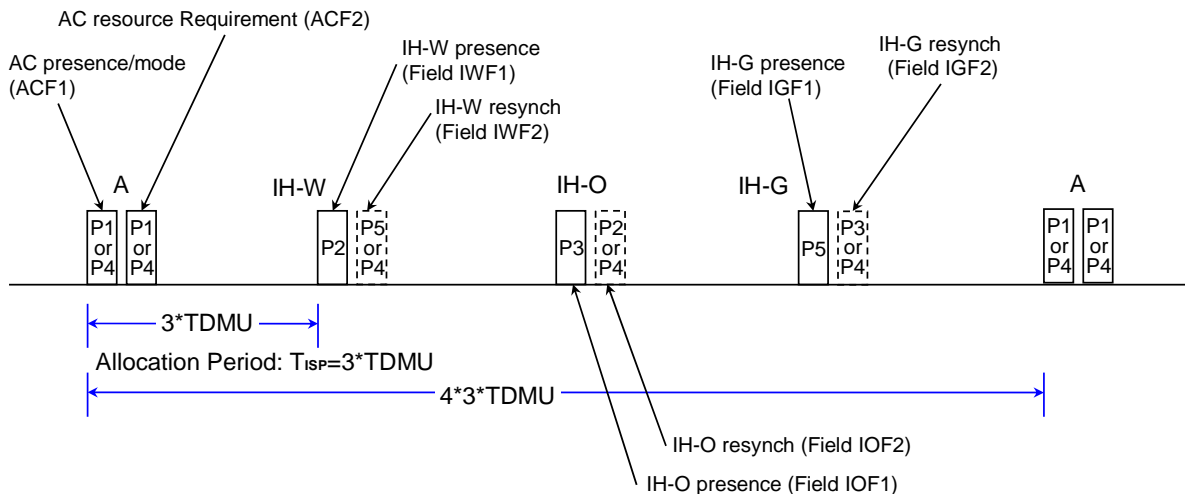 AC resource Requirement (ACF2)
AC presence/mode
(ACF1)
IH-W presence
(Field IWF1)
IH-W resynch
(Field IWF2)
IH-G presence
(Field IGF1)
IH-G resynch
(Field IGF2)
A
IH-W
IH-O
IH-G
A
P1
or
P4
P1
or
P4
P2
P5
or
P4
P3
P2
or
P4
P5
P3
or
P4
P1
or
P4
P1
or
P4
3*TDMU
Allocation Period: TISP=3*TDMU
4*3*TDMU
IH-O resynch (Field IOF2)
IH-O presence (Field IOF1)